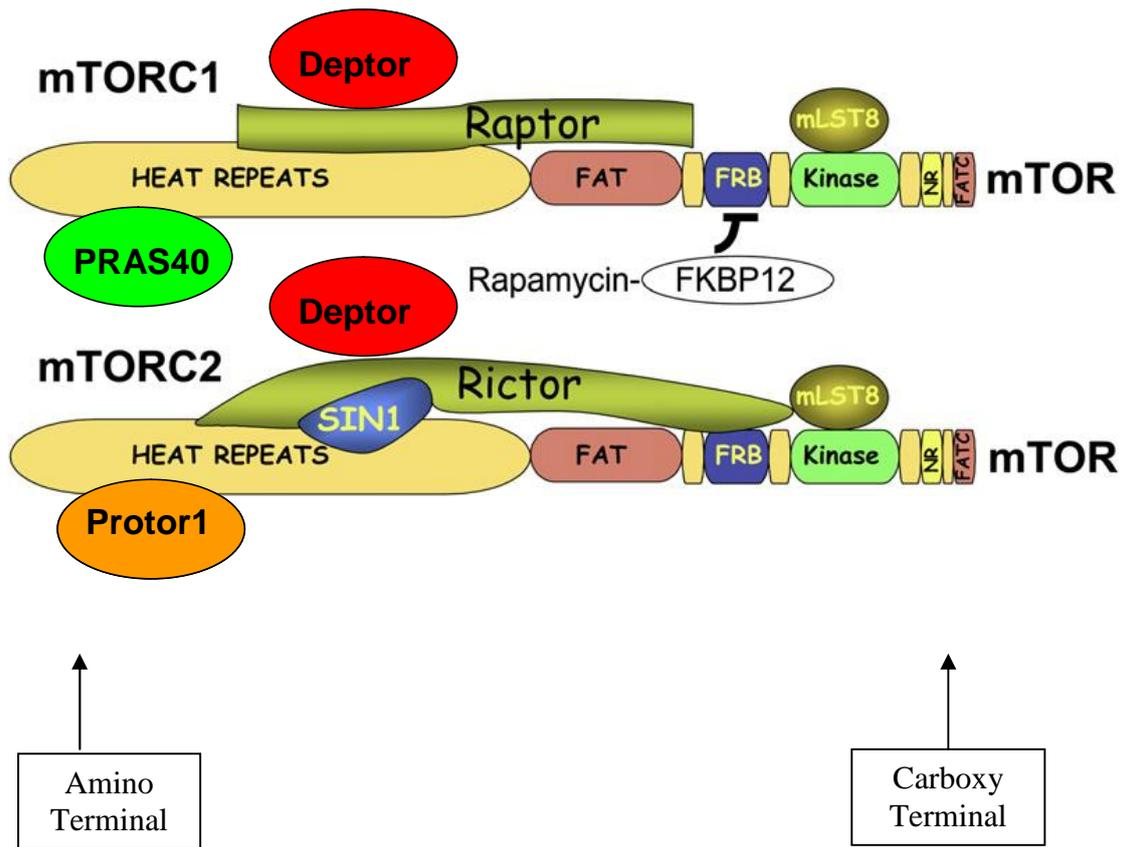 Deptor
mTORC1
Raptor
mLST8
HEAT REPEATS
FAT
FRB
Kinase
NR
FATC
mTOR
PRAS40
Rapamycin-FKBP12
Deptor
mTORC2
Rictor
mLST8
SIN1
HEAT REPEATS
FAT
FRB
Kinase
NR
FATC
mTOR
Protor1
Amino
Terminal
Carboxy
Terminal